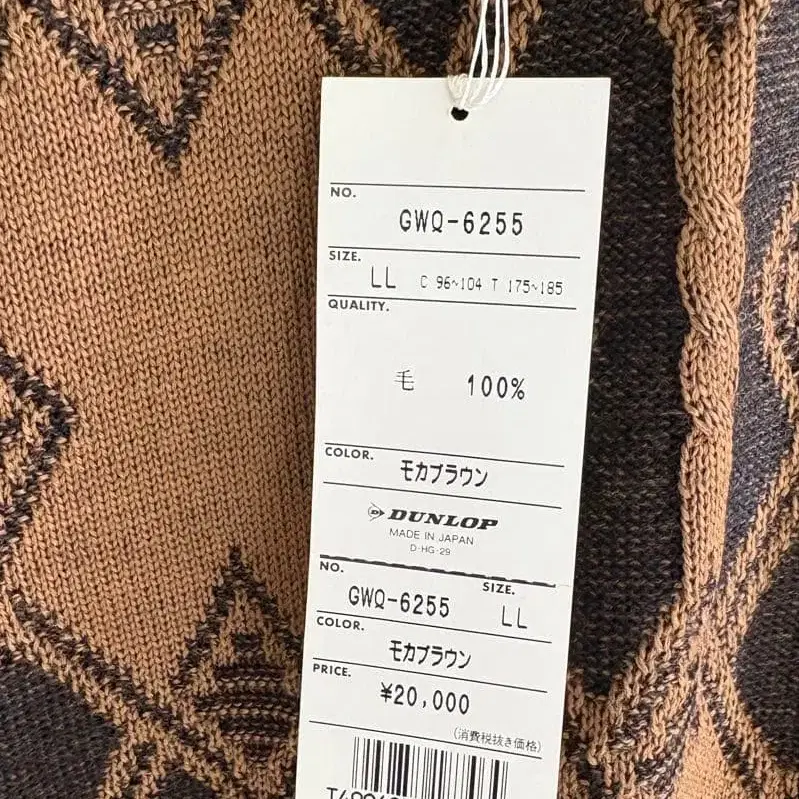 NO.
GWQ-6255
SIZE.
LL C 96~104 T 175~185
QUALITY.
毛 100%
COLOR.
モカブラウン
DUNLOP
MADE IN JAPAN
D-HG-29
NO. SIZE.
GWQ-6255 LL
COLOR.
モカブラウン
PRICE.
¥20,000
(消費税抜き価格)